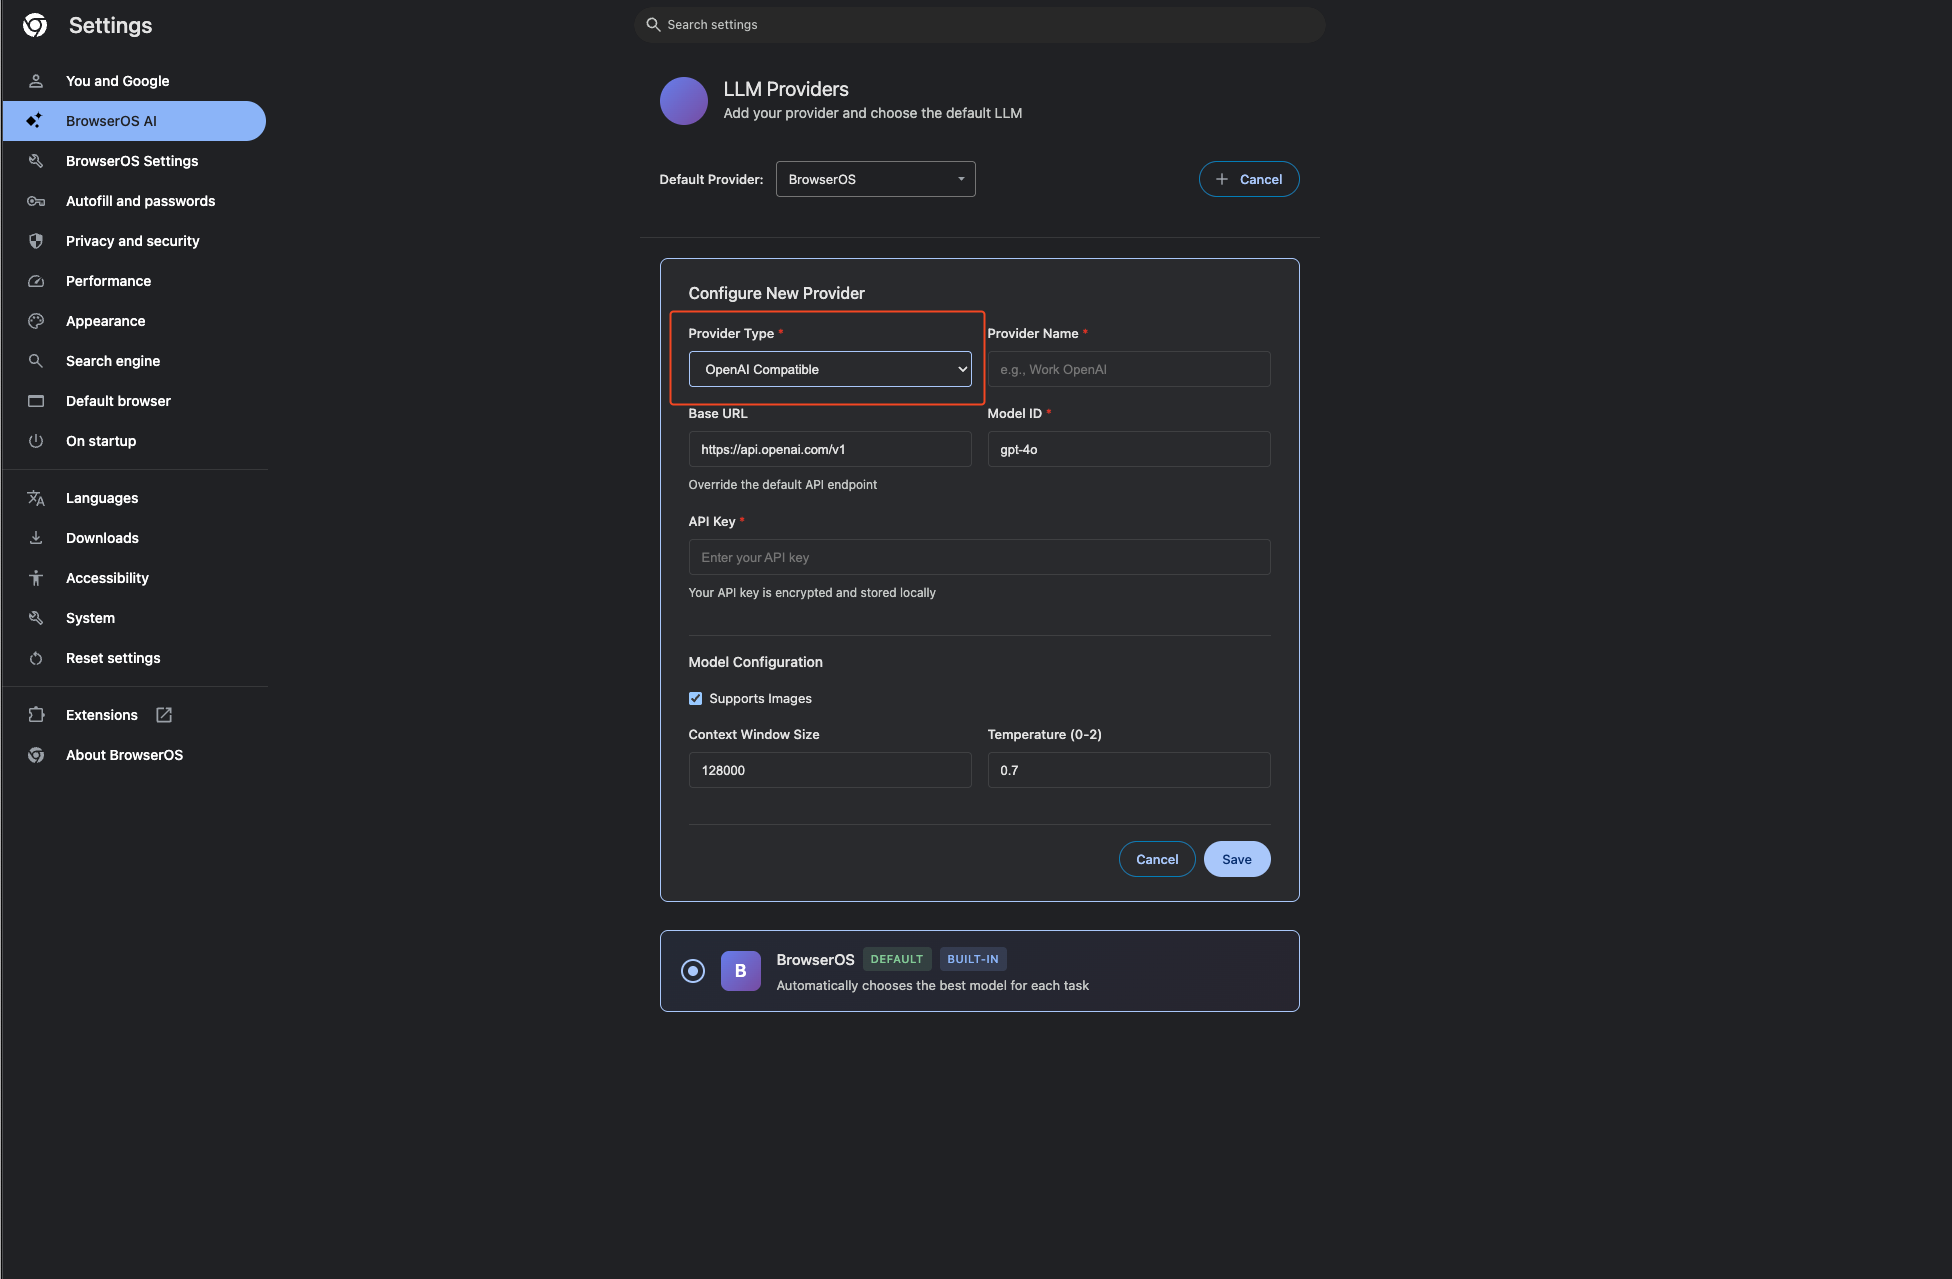 Settings
Search settings
You and Google
BrowserOS AI
BrowserOS Settings
Autofill and passwords
Privacy and security
Performance
Appearance
Search engine
Default browser
On startup
Languages
Downloads
Accessibility
System
Reset settings
Extensions
About BrowserOS
LLM Providers
Add your provider and choose the default LLM
Default Provider:
BrowserOS
Cancel
Configure New Provider
Provider Type *
OpenAI Compatible
Provider Name *
e.g., Work OpenAI
Base URL
https://api.openai.com/v1
Override the default API endpoint
Model ID *
gpt-4o
API Key *
Enter your API key
Your API key is encrypted and stored locally
Model Configuration
Supports Images
Context Window Size
128000
Temperature (0-2)
0.7
Cancel
Save
B
BrowserOS
DEFAULT
BUILT-IN
Automatically chooses the best model for each task